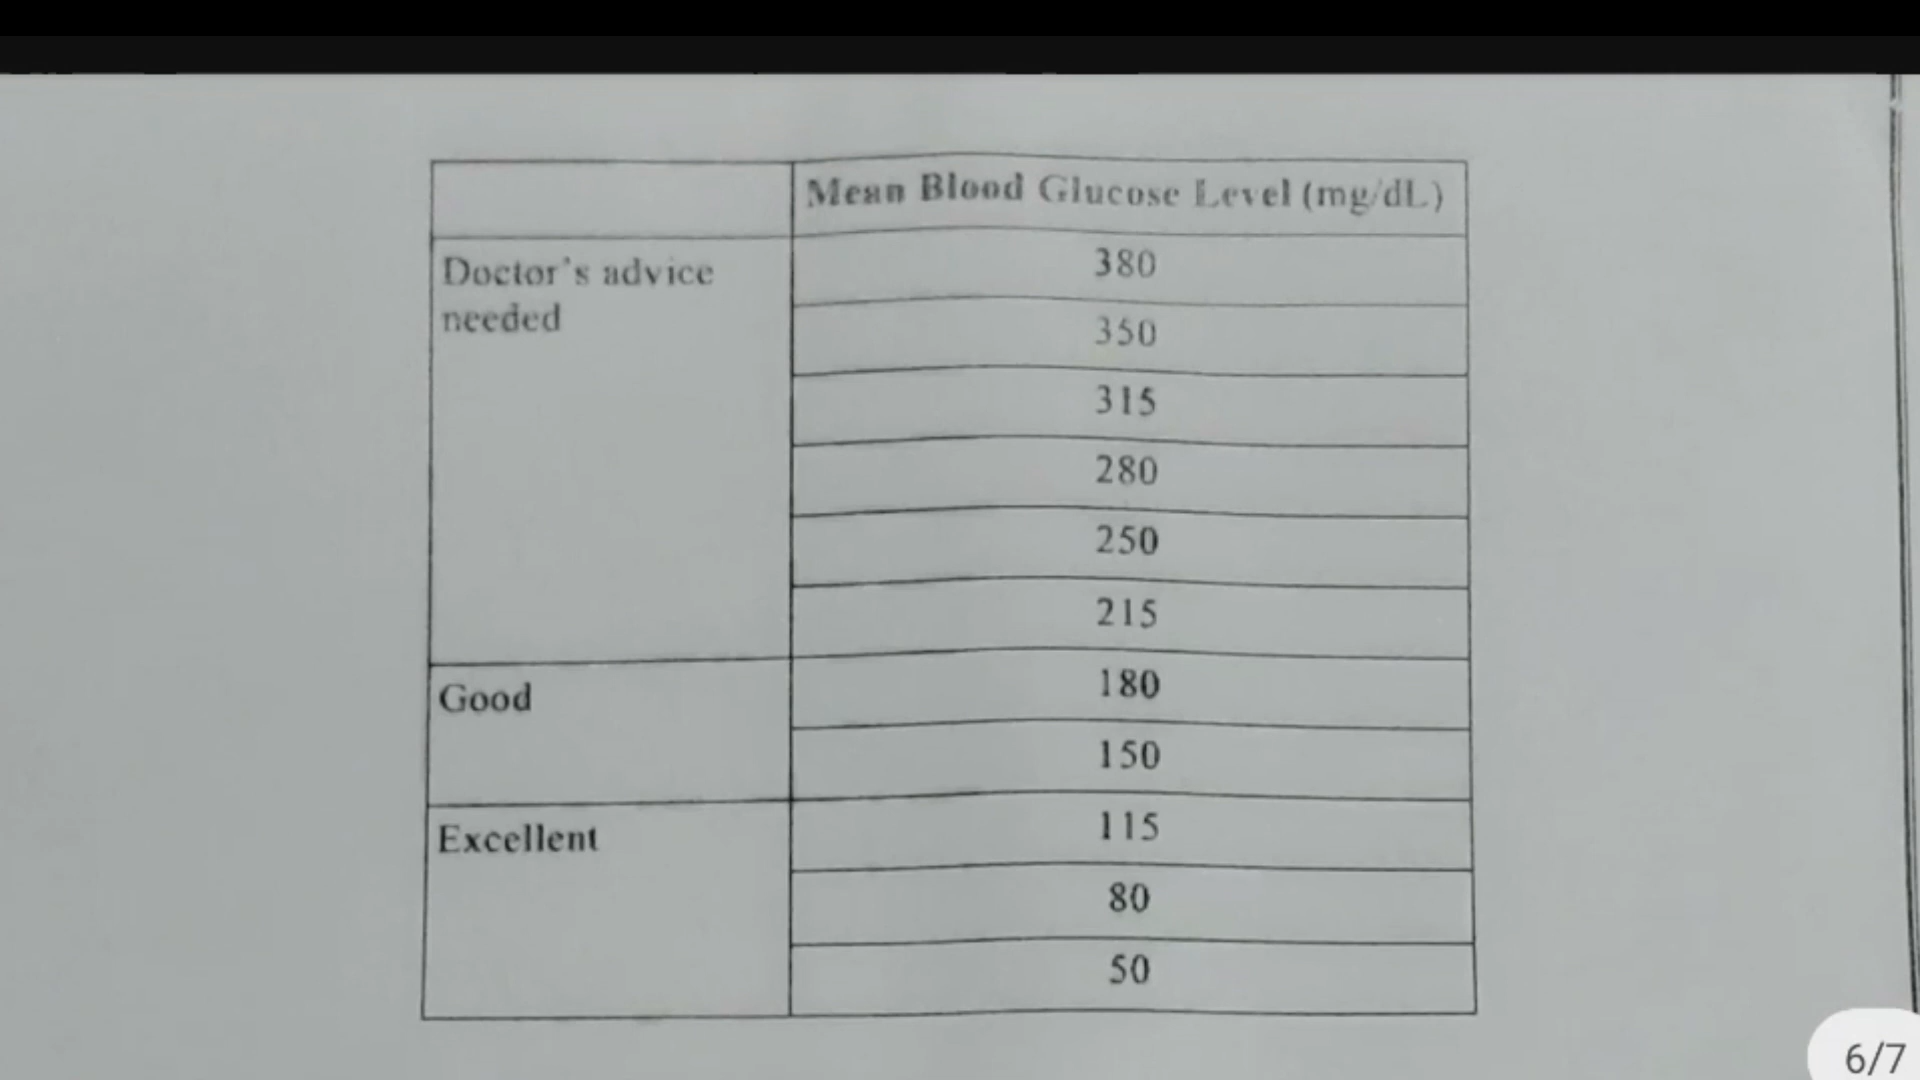 Mean Blood Glucose Level (mg/dL)
Doctor's advice
needed
380
350
315
280
250
215
Good
180
150
Excellent
115
80
50
6/7